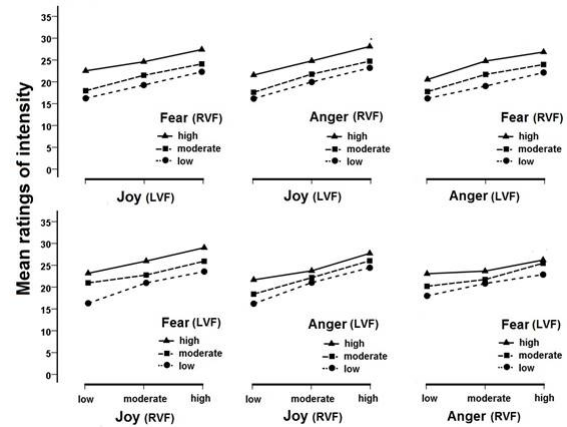 Mean ratings of intensity
35
30
25
20
15
10
5
0
Fear (RVF)
high
moderate
low
Joy (LVF)
Anger (RVF)
high
moderate
low
Joy (LVF)
Fear (RVF)
high
moderate
low
Anger (LVF)
35
30
25
20
15
10
5
0
Fear (LVF)
high
moderate
low
low moderate high
Joy (RVF)
Anger (LVF)
high
moderate
low
low moderate high
Joy (RVF)
Fear (LVF)
high
moderate
low
low moderate high
Anger (RVF)